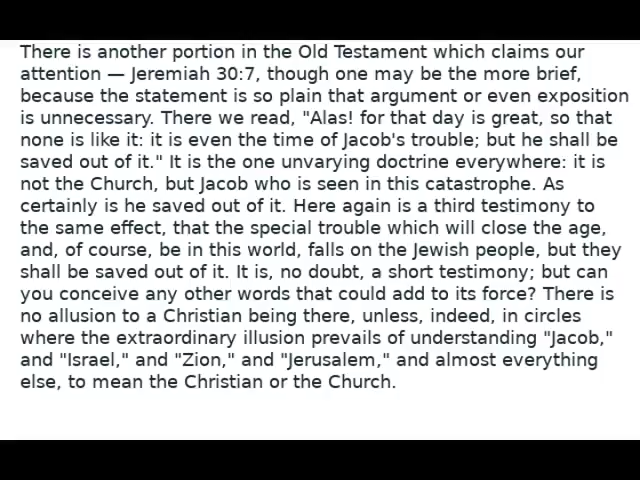 There is another portion in the Old Testament which claims our
attention — Jeremiah 30:7, though one may be the more brief,
because the statement is so plain that argument or even exposition
is unnecessary. There we read, "Alas! for that day is great, so that
none is like it: it is even the time of Jacob's trouble; but he shall be
saved out of it." It is the one unvarying doctrine everywhere: it is
not the Church, but Jacob who is seen in this catastrophe. As
certainly is he saved out of it. Here again is a third testimony to
the same effect, that the special trouble which will close the age,
and, of course, be in this world, falls on the Jewish people, but they
shall be saved out of it. It is, no doubt, a short testimony; but can
you conceive any other words that could add to its force? There is
no allusion to a Christian being there, unless, indeed, in circles
where the extraordinary illusion prevails of understanding "Jacob,"
and "Israel," and "Zion," and "Jerusalem," and almost everything
else, to mean the Christian or the Church.